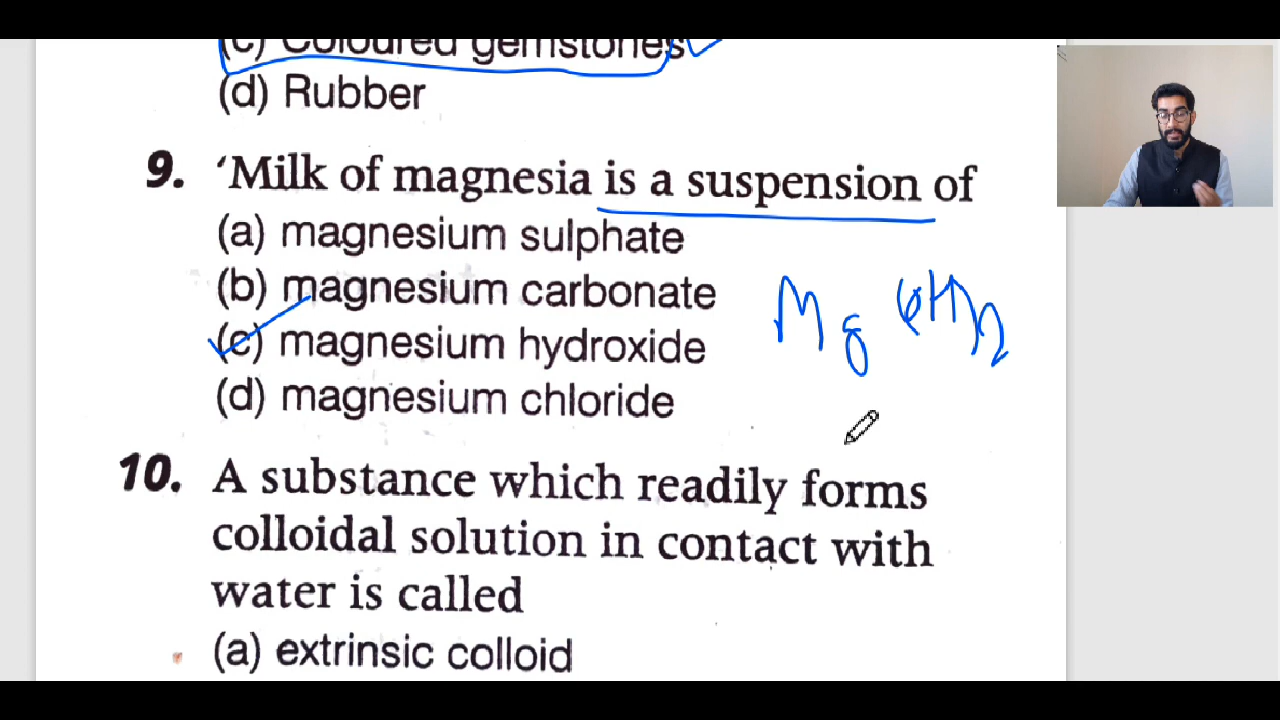 (c) Coloured gemstones
(d) Rubber
9. ‘Milk of magnesia is a suspension of
(a) magnesium sulphate
(b) magnesium carbonate
(c) magnesium hydroxide
(d) magnesium chloride
Mg (OH)2
10. A substance which readily forms
colloidal solution in contact with
water is called
(a) extrinsic colloid